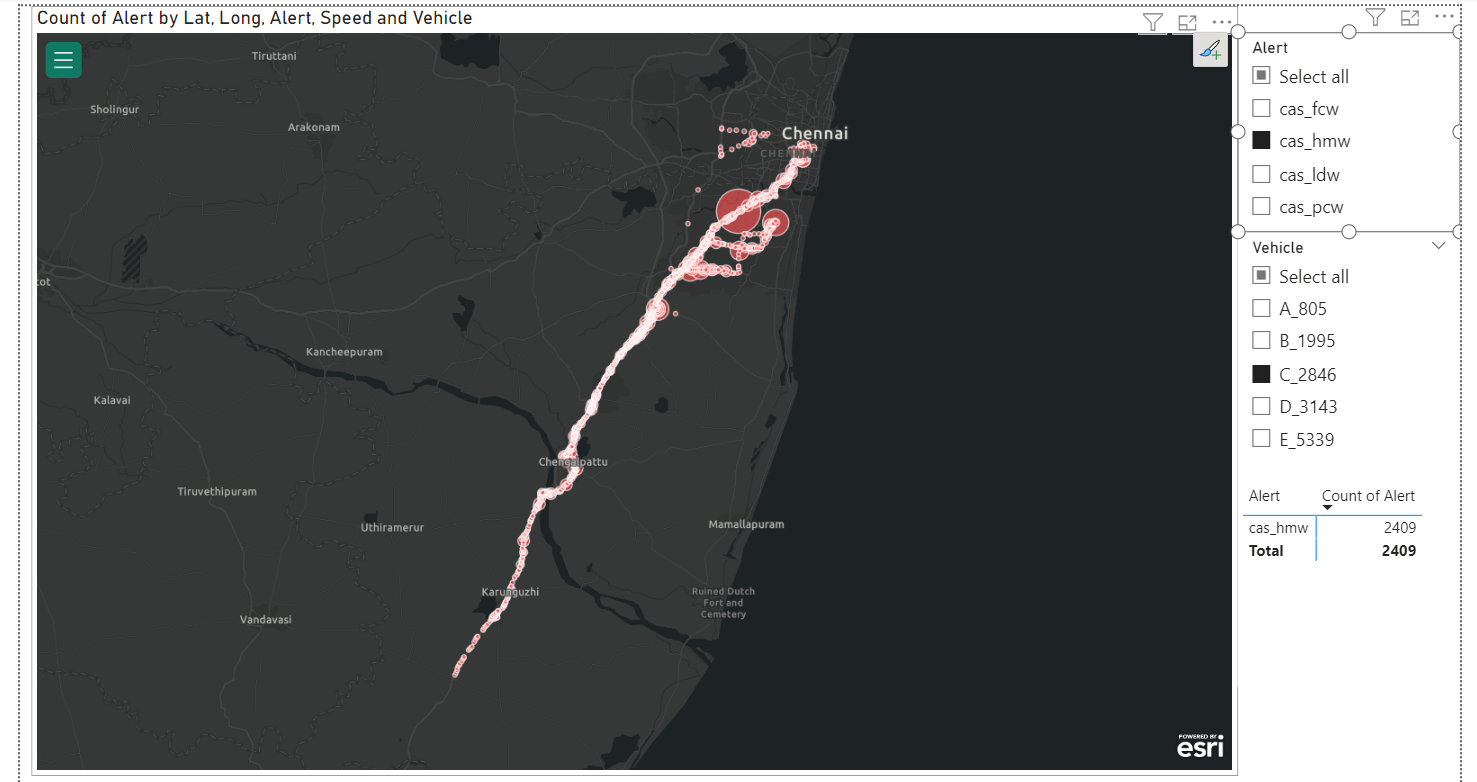 Count of Alert by Lat, Long, Alert, Speed and Vehicle
Tiruttani
Sholingur
Arakonam
Chennai
Kancheepuram
Kalavai
Chengalpattu
Tiruvethipuram
Uthiramerur
Mamallapuram
Karunguzhi
Ruined Dutch
Fort and
Cemetery
Vandavasi
POWERED BY
esri
Alert
Select all
cas_fcw
cas_hmw
cas_ldw
cas_pcw
Vehicle
Select all
A_805
B_1995
C_2846
D_3143
E_5339
Alert Count of Alert
cas_hmw 2409
Total 2409